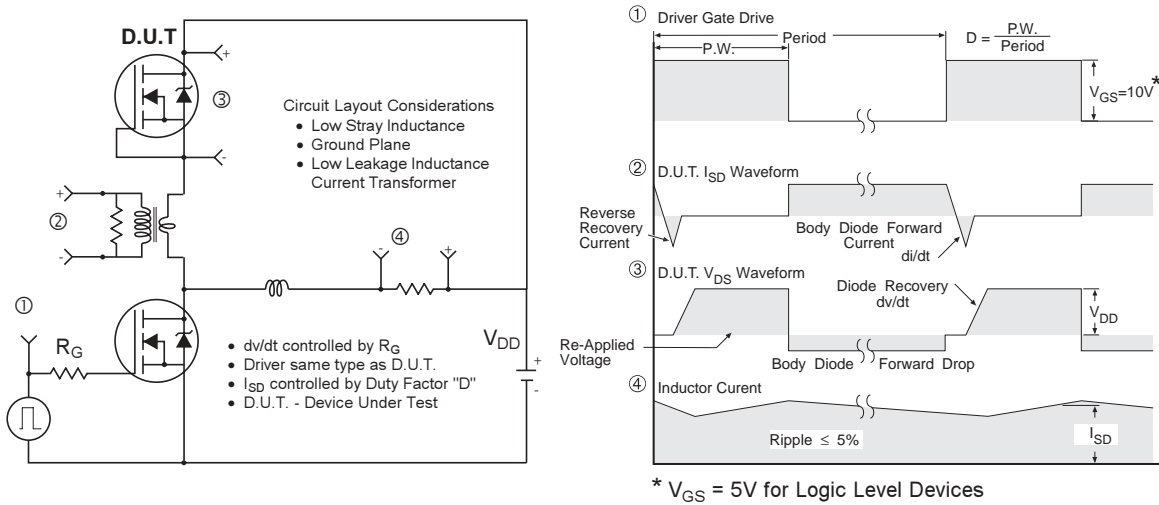 D.U.T
+
③
-
Circuit Layout Considerations
• Low Stray Inductance
• Ground Plane
• Low Leakage Inductance
Current Transformer
+
②
-
④
- +
①
R_G
V_DD
+
-
• dv/dt controlled by R_G
• Driver same type as D.U.T.
• I_SD controlled by Duty Factor "D"
• D.U.T. - Device Under Test
① Driver Gate Drive
P.W.
Period
D = P.W. / Period
V_GS=10V*
② D.U.T. I_SD Waveform
Reverse
Recovery
Current
Body Diode Forward
Current
di/dt
③ D.U.T. V_DS Waveform
Diode Recovery
dv/dt
V_DD
Re-Applied
Voltage
Body Diode Forward Drop
④ Inductor Curent
Ripple ≤ 5%
I_SD
* V_GS = 5V for Logic Level Devices